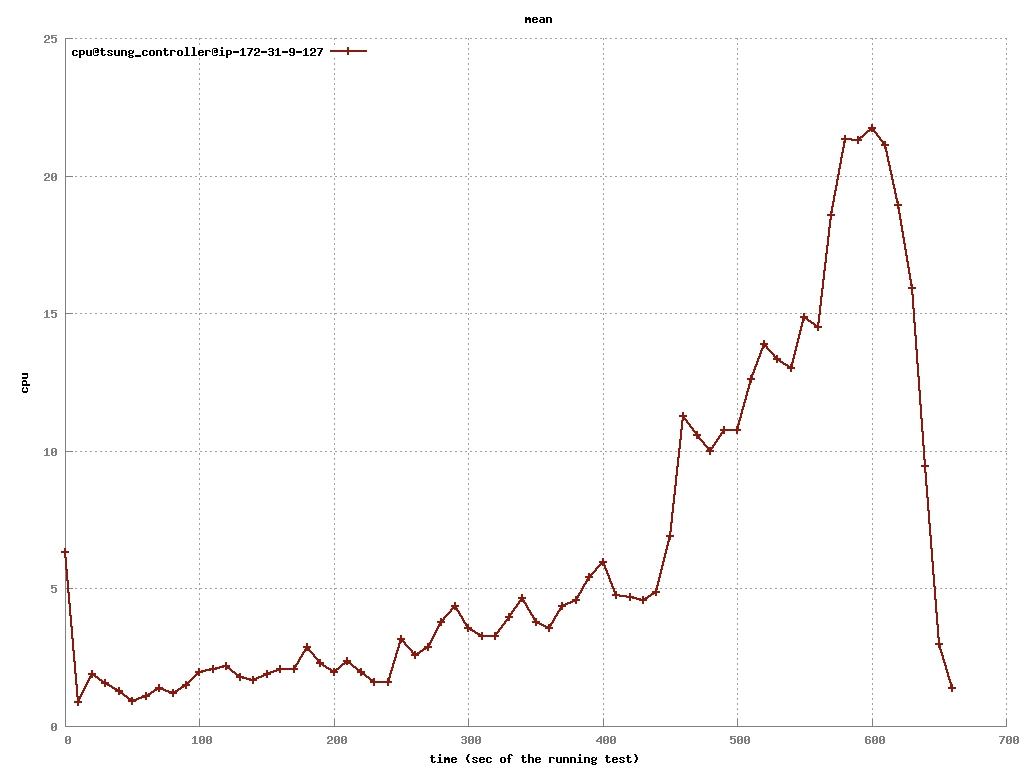 mean
25
cpu@tsung_controller@ip-172-31-9-127
20
15
cpu
10
5
0
0 100 200 300 400 500 600 700
time (sec of the running test)